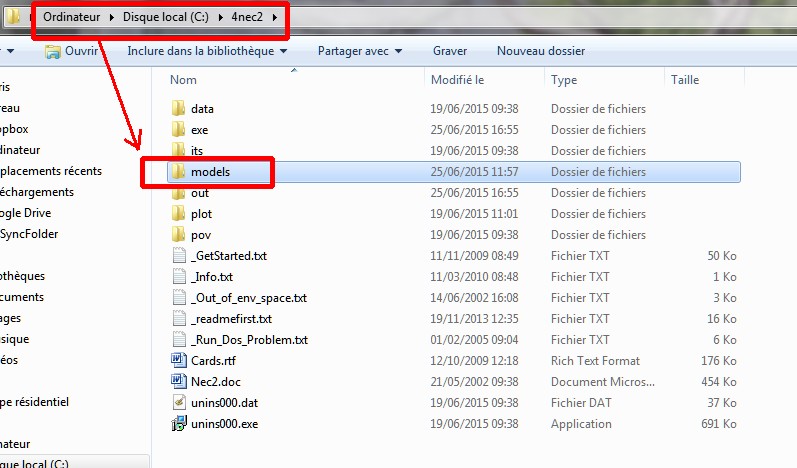 Ordinateur Disque local (C:) 4nec2
Ouvrir Inclure dans la bibliothèque Partager avec Graver Nouveau dossier
Nom Modifié le Type Taille
data 19/06/2015 09:38 Dossier de fichiers
exe 25/06/2015 16:55 Dossier de fichiers
its 19/06/2015 09:38 Dossier de fichiers
models 25/06/2015 11:57 Dossier de fichiers
out 25/06/2015 16:55 Dossier de fichiers
plot 19/06/2015 11:01 Dossier de fichiers
pov 19/06/2015 09:38 Dossier de fichiers
_GetStarted.txt 11/11/2009 08:49 Fichier TXT 50 Ko
_Info.txt 11/03/2010 08:48 Fichier TXT 1 Ko
_Out_of_env_space.txt 14/06/2002 16:08 Fichier TXT 3 Ko
_readmefirst.txt 19/11/2013 12:35 Fichier TXT 16 Ko
_Run_Dos_Problem.txt 01/02/2005 09:04 Fichier TXT 6 Ko
Cards.rtf 12/10/2009 12:18 Rich Text Format 176 Ko
Nec2.doc 21/05/2002 09:38 Document Micros... 454 Ko
unins000.dat 19/06/2015 09:38 Fichier DAT 37 Ko
unins000.exe 19/06/2015 09:38 Application 691 Ko
ris
reau
opbox
dinateur
placements récents
léchargements
ogle Drive
SyncFolder
iothèques
cuments
ages
usique
éos
pe résidentiel
nateur
que local (C:)